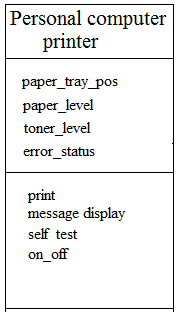 Personal computer
printer
paper_tray_pos
paper_level
toner_level
error_status
print
message display
self test
on_off